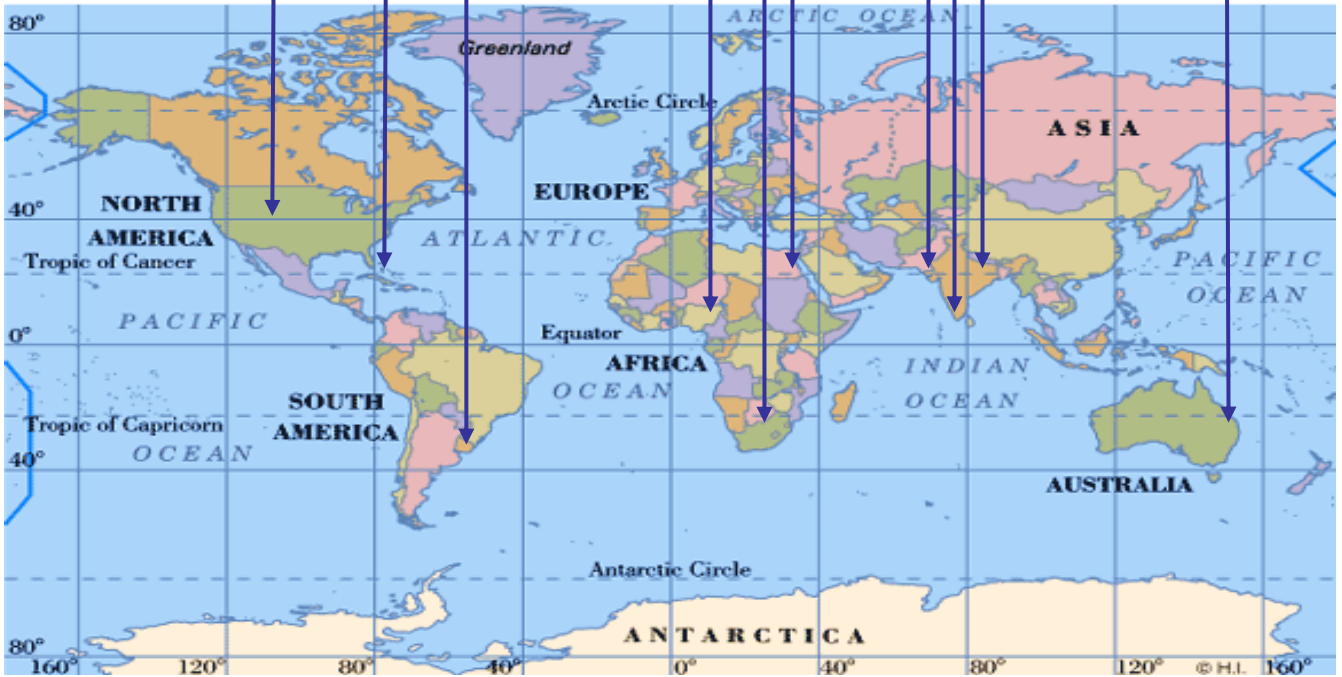 80°
ARCTIC OCEAN
Greenland
Arctic Circle
ASIA
EUROPE
NORTH
AMERICA
40°
ATLANTIC
Tropic of Cancer
PACIFIC
OCEAN
PACIFIC
0°
Equator
AFRICA
OCEAN
INDIAN
OCEAN
SOUTH
AMERICA
Tropic of Capricorn
OCEAN
40°
AUSTRALIA
Antarctic Circle
ANTARCTICA
80°
160° 120° 80° 40° 0° 40° 80° 120° © H.I. 160°